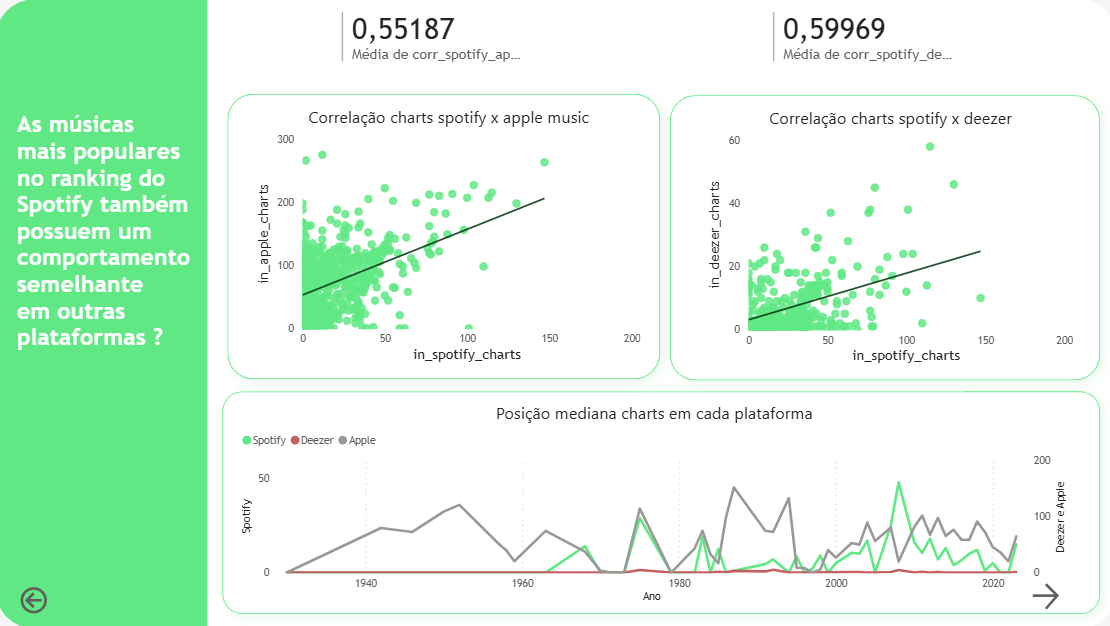 As músicas
mais populares
no ranking do
Spotify também
possuem um
comportamento
semelhante
em outras
plataformas ?
0,55187
Média de corr_spotify_ap...
0,59969
Média de corr_spotify_de...
Correlação charts spotify x apple music
300
200
100
0
in_apple_charts
0 50 100 150 200
in_spotify_charts
Correlação charts spotify x deezer
60
40
20
0
in_deezer_charts
0 50 100 150 200
in_spotify_charts
Posição mediana charts em cada plataforma
Spotify Deezer Apple
50
0
Spotify
200
100
0
Deezer e Apple
1940 1960 1980 2000 2020
Ano